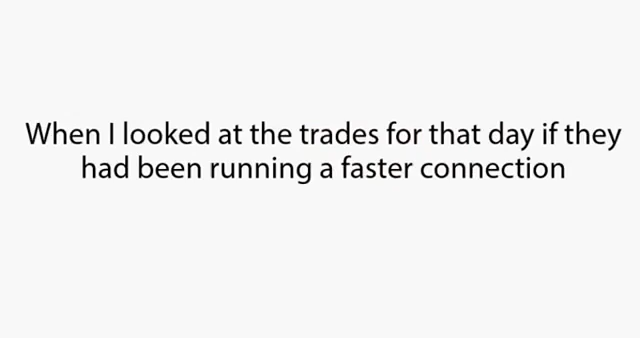 When I looked at the trades for that day if they
had been running a faster connection